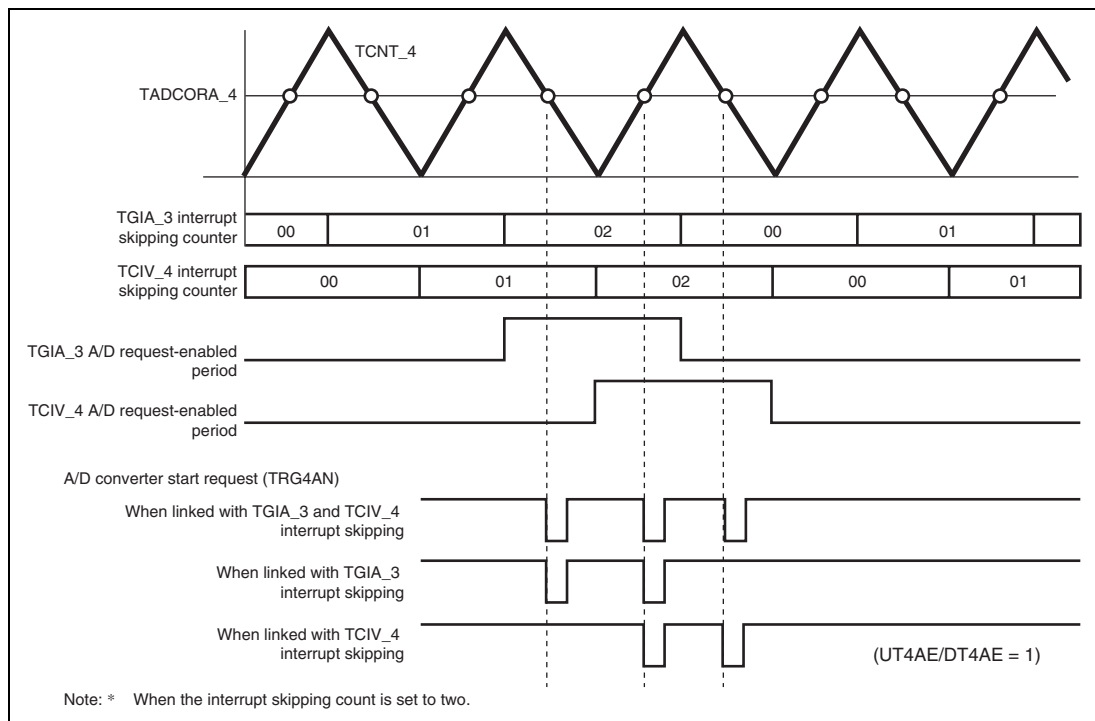 TCNT_4
TADCORA_4
TGIA_3 interrupt
skipping counter
00 01 02 00 01
TCIV_4 interrupt
skipping counter
00 01 02 00 01
TGIA_3 A/D request-enabled
period
TCIV_4 A/D request-enabled
period
A/D converter start request (TRG4AN)
When linked with TGIA_3 and TCIV_4
interrupt skipping
When linked with TGIA_3
interrupt skipping
When linked with TCIV_4
interrupt skipping
(UT4AE/DT4AE = 1)
Note: * When the interrupt skipping count is set to two.